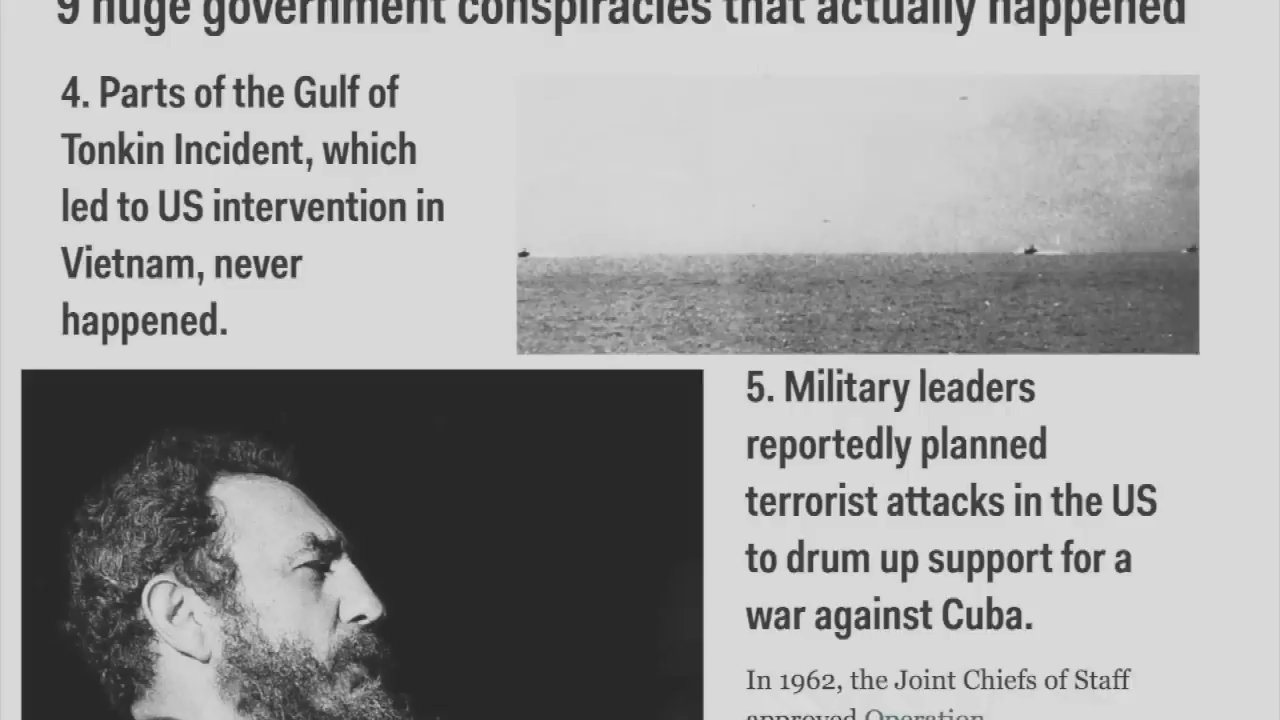 9 huge government conspiracies that actually happened
4. Parts of the Gulf of
Tonkin Incident, which
led to US intervention in
Vietnam, never
happened.
5. Military leaders
reportedly planned
terrorist attacks in the US
to drum up support for a
war against Cuba.
In 1962, the Joint Chiefs of Staff
approved Operation